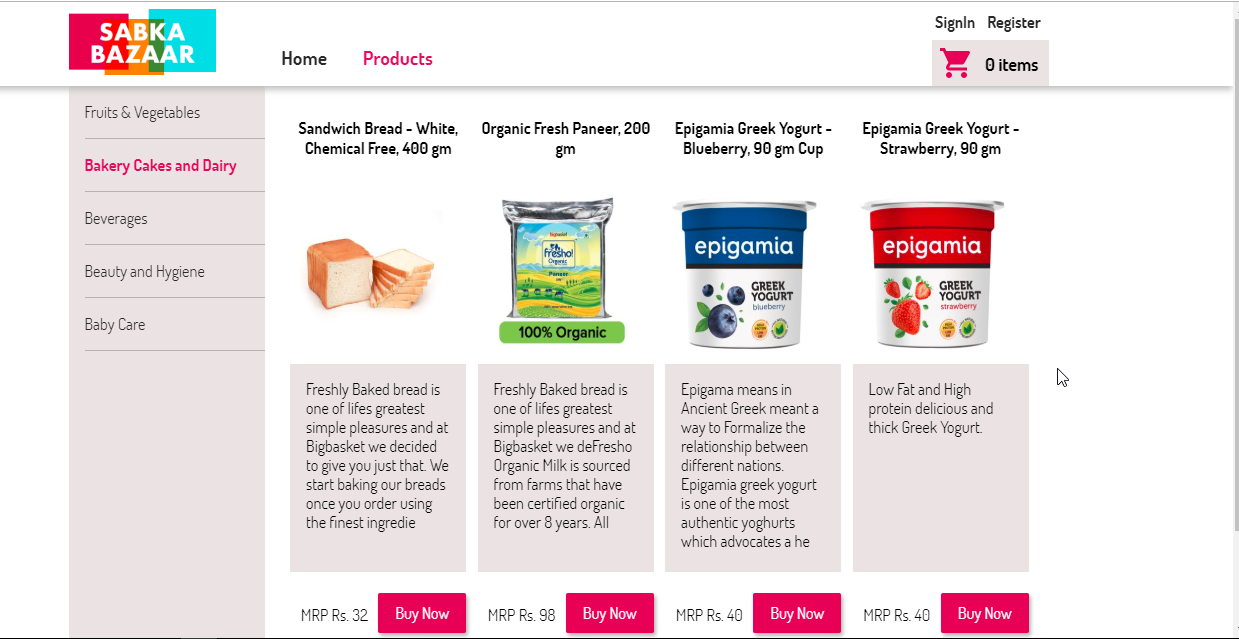 SABKA
BAZAAR
Home
Products
SignIn Register
0 items
Fruits & Vegetables
Bakery Cakes and Dairy
Beverages
Beauty and Hygiene
Baby Care
Sandwich Bread - White,
Chemical Free, 400 gm
Freshly Baked bread is
one of lifes greatest
simple pleasures and at
Bigbasket we decided
to give you just that. We
start baking our breads
once you order using
the finest ingredie
MRP Rs. 32
Buy Now
Organic Fresh Paneer, 200
gm
bigbasket
fresho!
Organic
Paneer
100% Organic
Freshly Baked bread is
one of lifes greatest
simple pleasures and at
Bigbasket we deFresho
Organic Milk is sourced
from farms that have
been certified organic
for over 8 years. All
MRP Rs. 98
Buy Now
Epigamia Greek Yogurt -
Blueberry, 90 gm Cup
epigamia
GREEK
YOGURT
blueberry
Epigama means in
Ancient Greek meant a
way to Formalize the
relationship between
different nations.
Epigamia greek yogurt
is one of the most
authentic yoghurts
which advocates a he
MRP Rs. 40
Buy Now
Epigamia Greek Yogurt -
Strawberry, 90 gm
epigamia
GREEK
YOGURT
strawberry
Low Fat and High
protein delicious and
thick Greek Yogurt.
MRP Rs. 40
Buy Now